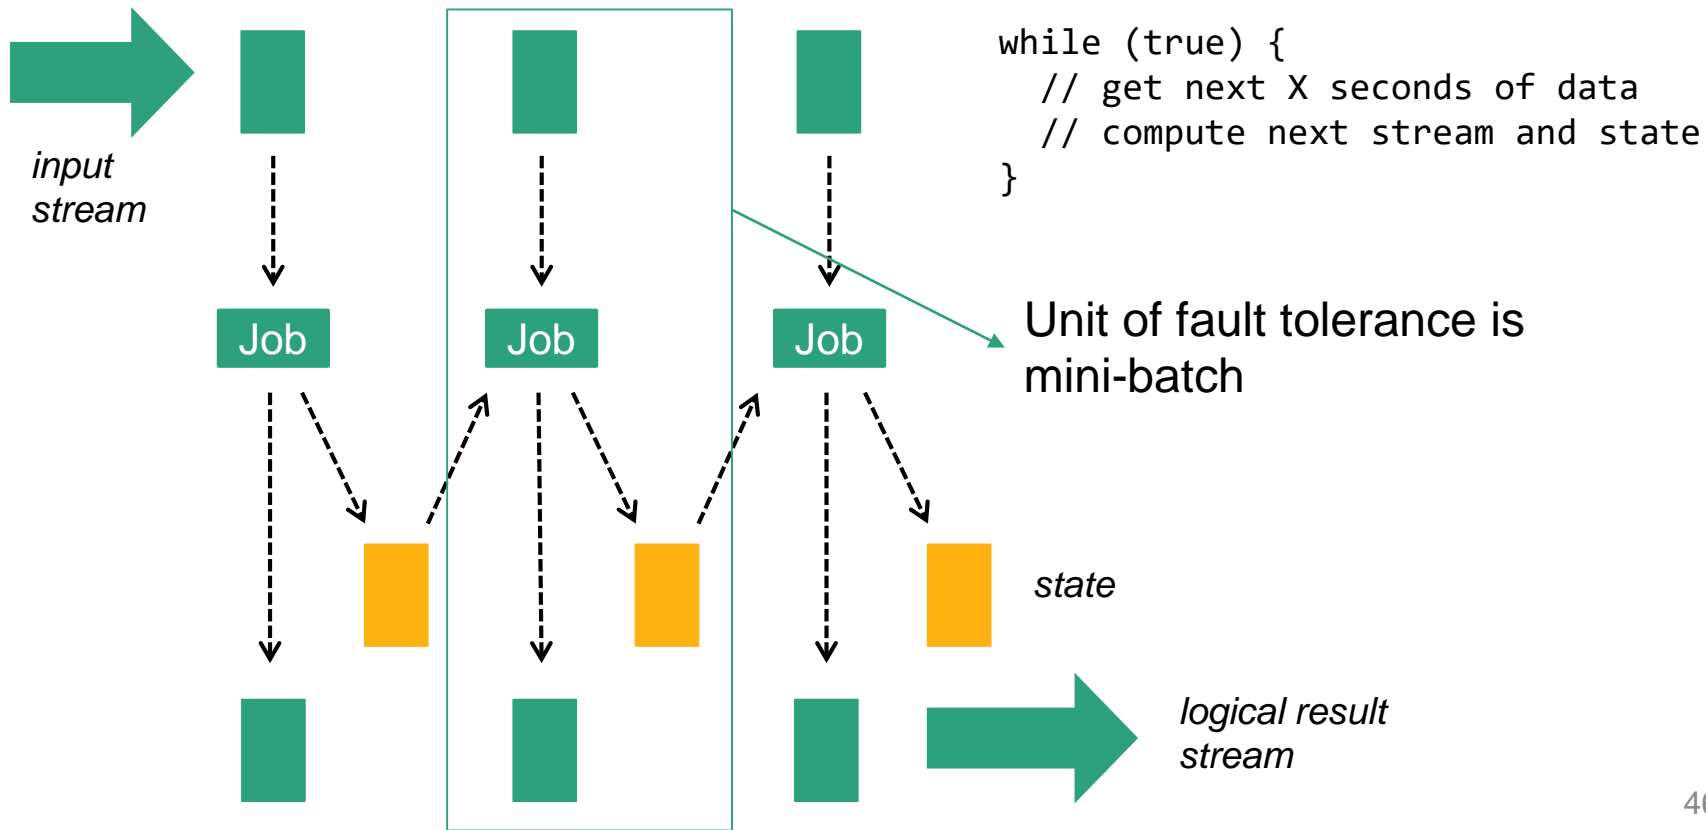 while (true) {
  // get next X seconds of data
  // compute next stream and state
}
input
stream
Job
Job
Job
Unit of fault tolerance is
mini-batch
state
logical result
stream